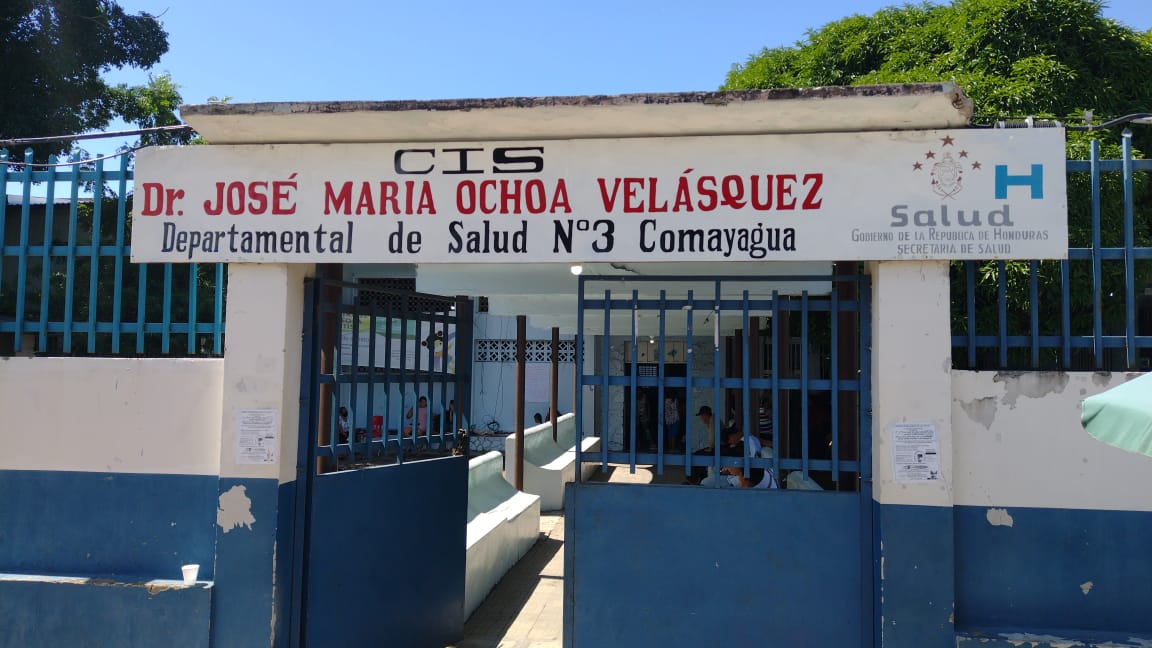 CIS
Dr. JOSÉ MARIA OCHOA VELÁSQUEZ
Departamental de Salud Nº3 Comayagua
H
Salud
GOBIERNO DE LA REPUBLICA DE HONDURAS
SECRETARIA DE SALUD